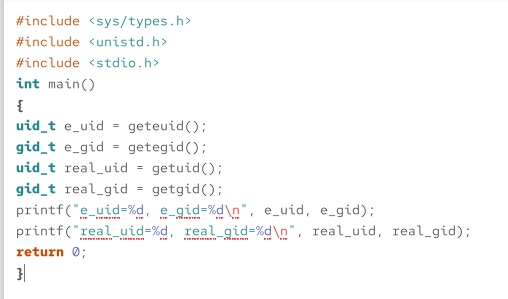 #include <sys/types.h>
#include <unistd.h>
#include <stdio.h>
int main()
{
uid_t e_uid = geteuid();
gid_t e_gid = getegid();
uid_t real_uid = getuid();
gid_t real_gid = getgid();
printf("e_uid=%d, e_gid=%d\n", e_uid, e_gid);
printf("real_uid=%d, real_gid=%d\n", real_uid, real_gid);
return 0;
}